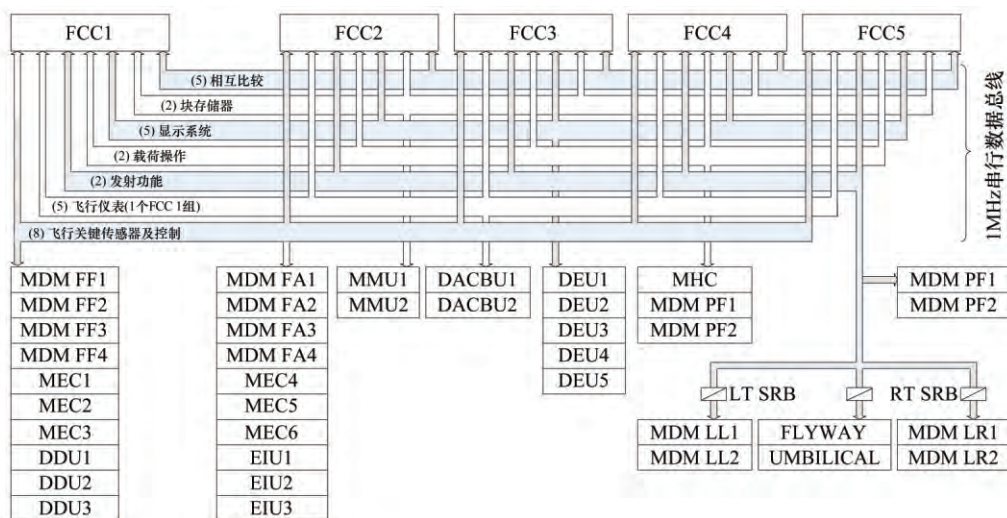 FCC1
FCC2
FCC3
FCC4
FCC5
(5) 相互比较
(2) 块存储器
(5) 显示系统
(2) 载荷操作
(2) 发射功能
(5) 飞行仪表(1个FCC 1组)
(8) 飞行关键传感器及控制
1MHz串行数据总线
MDM FF1
MDM FF2
MDM FF3
MDM FF4
MEC1
MEC2
MEC3
DDU1
DDU2
DDU3
MDM FA1
MDM FA2
MDM FA3
MDM FA4
MEC4
MEC5
MEC6
EIU1
EIU2
EIU3
MMU1
MMU2
DACBU1
DACBU2
DEU1
DEU2
DEU3
DEU4
DEU5
MHC
MDM PF1
MDM PF2
MDM PF1
MDM PF2
LT SRB
RT SRB
MDM LL1
MDM LL2
FLYWAY
UMBILICAL
MDM LR1
MDM LR2